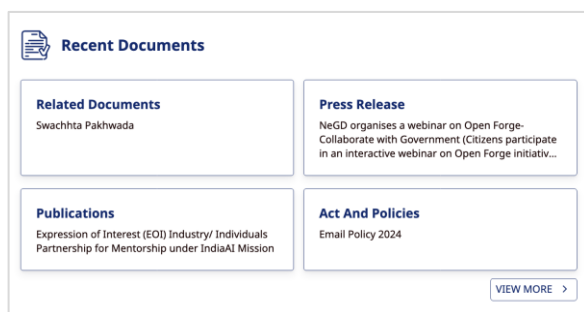 Recent Documents
Related Documents
Swachhta Pakhwada
Press Release
NeGD organises a webinar on Open Forge-
Collaborate with Government (Citizens participate
in an interactive webinar on Open Forge initiativ...
Publications
Expression of Interest (EOI) Industry/ Individuals
Partnership for Mentorship under IndiaAI Mission
Act And Policies
Email Policy 2024
VIEW MORE >